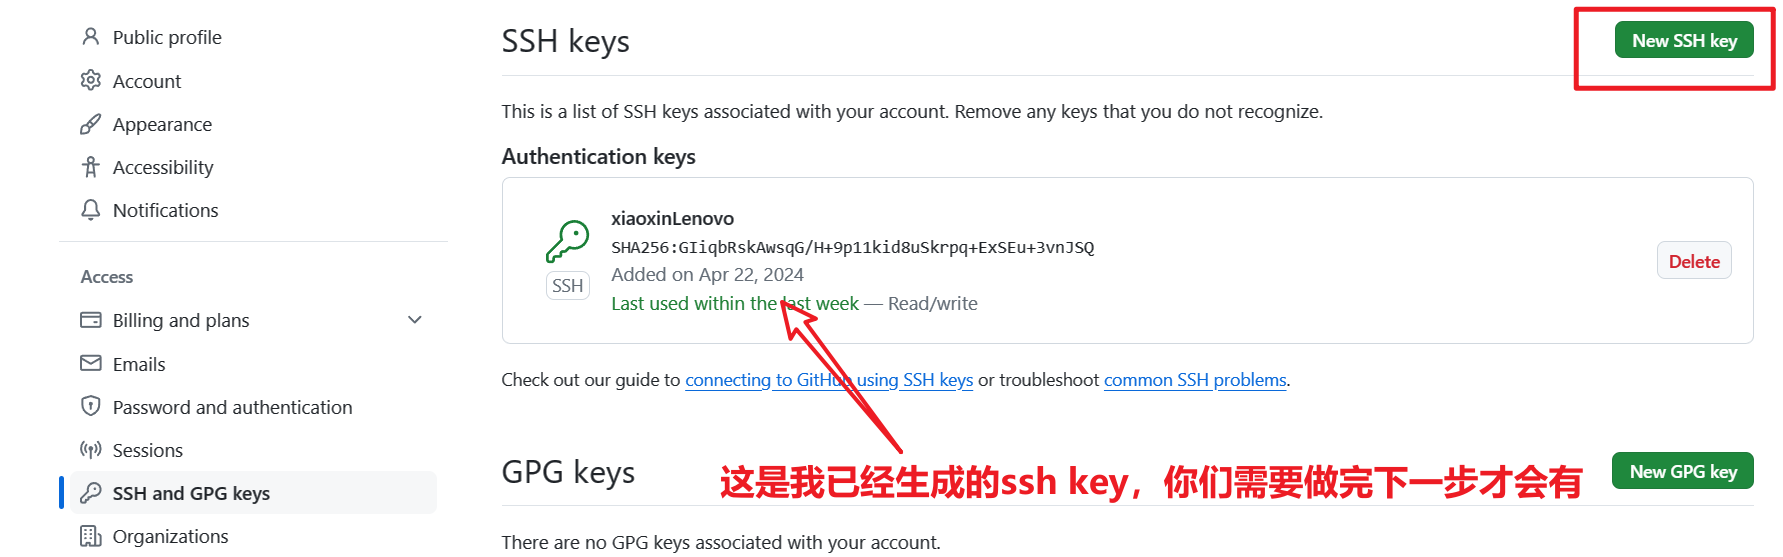 Public profile
Account
Appearance
Accessibility
Notifications
Access
Billing and plans
Emails
Password and authentication
Sessions
SSH and GPG keys
Organizations
SSH keys
New SSH key
This is a list of SSH keys associated with your account. Remove any keys that you do not recognize.
Authentication keys
xiaoxinLenovo
SHA256:GIiqbRskAwsqG/H+9p11kid8uSkrpq+ExSEu+3vnJSQ
Added on Apr 22, 2024
Last used within the last week — Read/write
SSH
Delete
Check out our guide to connecting to GitHub using SSH keys or troubleshoot common SSH problems.
GPG keys
这是我已经生成的ssh key，你们需要做完下一步才会有
New GPG key
There are no GPG keys associated with your account.